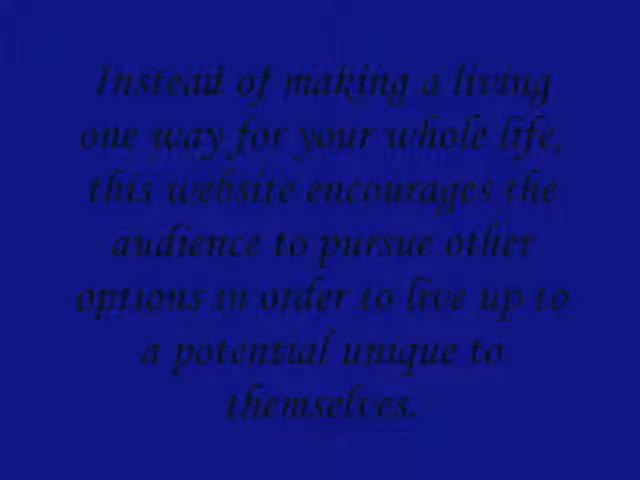 Instead of making a living
one way for your whole life,
this website encourages the
audience to pursue other
options in order to live up to
a potential unique to
themselves.